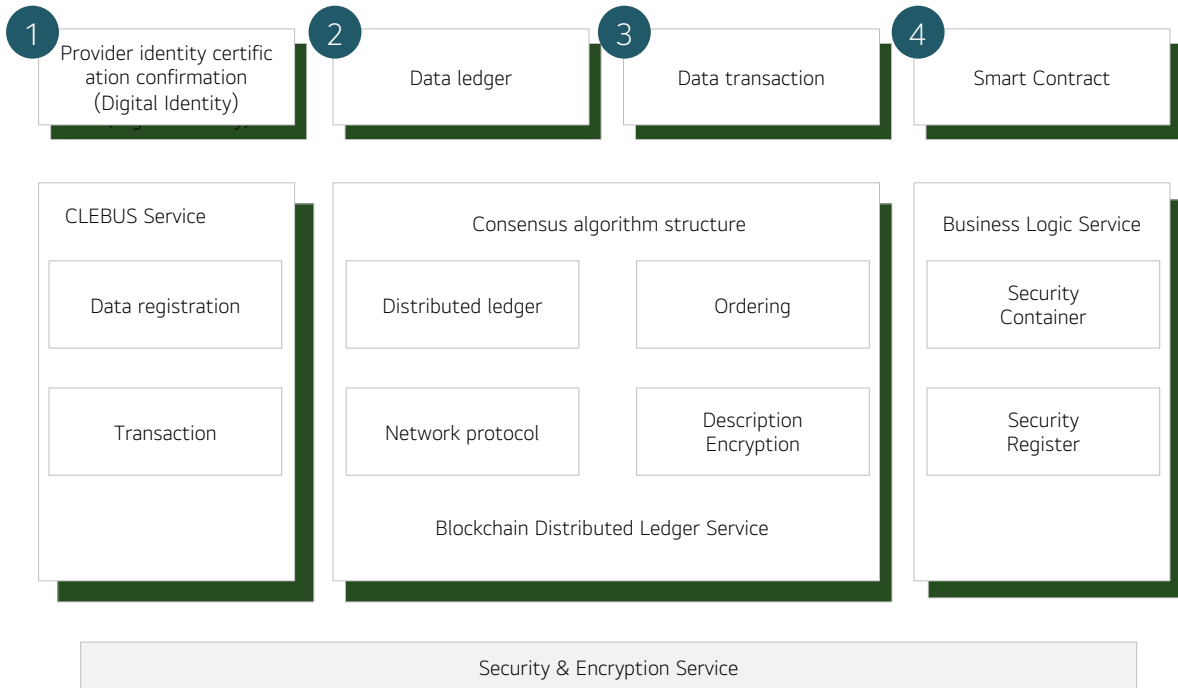 1
Provider identity certific
ation confirmation
(Digital Identity)
2
Data ledger
3
Data transaction
4
Smart Contract
CLEBUS Service
Data registration
Transaction
Consensus algorithm structure
Distributed ledger
Ordering
Network protocol
Description
Encryption
Blockchain Distributed Ledger Service
Business Logic Service
Security
Container
Security
Register
Security & Encryption Service